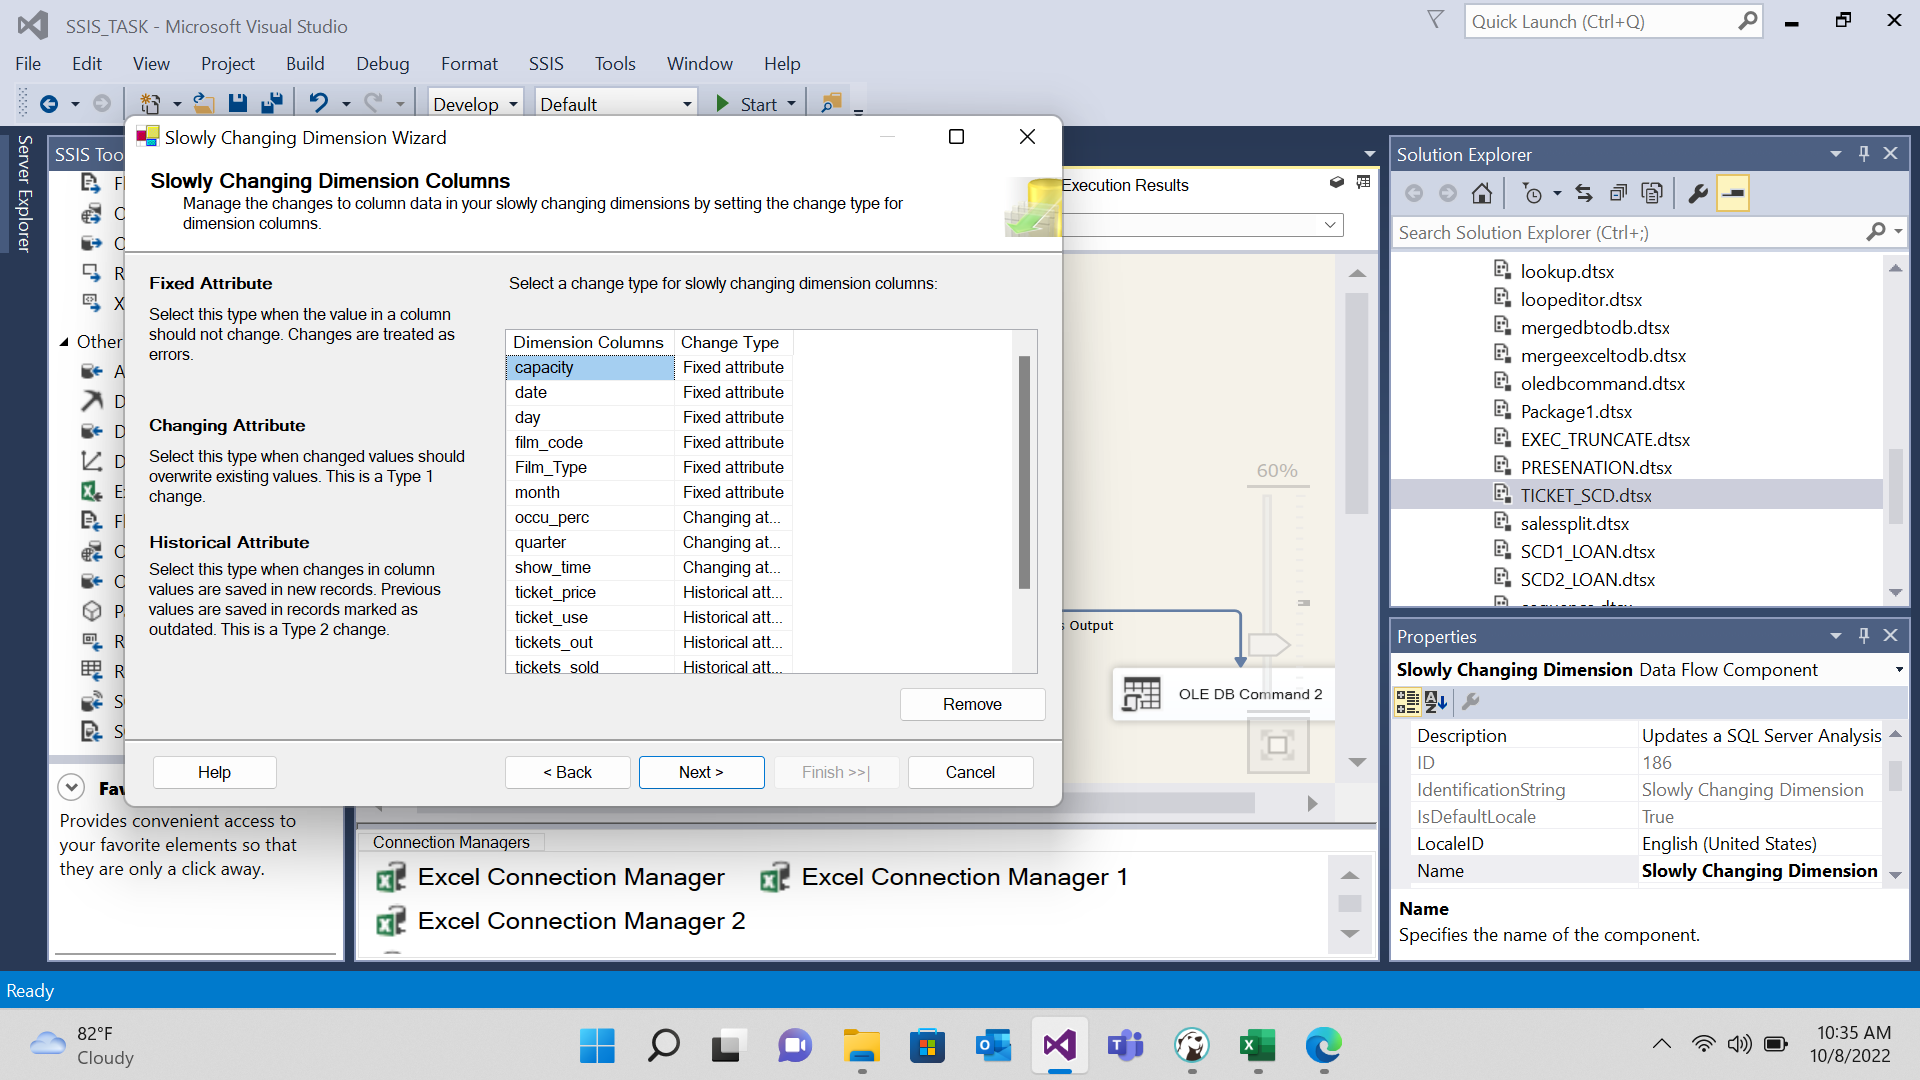 SSIS_TASK - Microsoft Visual Studio
Quick Launch (Ctrl+Q)
File Edit View Project Build Debug Format SSIS Tools Window Help
Develop Default Start
Server Explorer
SSIS Too
Other
Slowly Changing Dimension Wizard
Slowly Changing Dimension Columns
Manage the changes to column data in your slowly changing dimensions by setting the change type for
dimension columns.
Fixed Attribute
Select this type when the value in a column
should not change. Changes are treated as
errors.
Changing Attribute
Select this type when changed values should
overwrite existing values. This is a Type 1
change.
Historical Attribute
Select this type when changes in column
values are saved in new records. Previous
values are saved in records marked as
outdated. This is a Type 2 change.
Select a change type for slowly changing dimension columns:
Dimension Columns Change Type
capacity Fixed attribute
date Fixed attribute
day Fixed attribute
film_code Fixed attribute
Film_Type Fixed attribute
month Fixed attribute
occu_perc Changing at...
quarter Changing at...
show_time Changing at...
ticket_price Historical att...
ticket_use Historical att...
tickets_out Historical att...
tickets_sold Historical att...
Remove
Help < Back Next > Finish >>| Cancel
Execution Results
60%
s Output
OLE DB Command 2
Fav
Provides convenient access to
your favorite elements so that
they are only a click away.
Connection Managers
Excel Connection Manager Excel Connection Manager 1
Excel Connection Manager 2
Solution Explorer
Search Solution Explorer (Ctrl+;)
lookup.dtsx
loopeditor.dtsx
mergedbtodb.dtsx
mergeexceltodb.dtsx
oledbcommand.dtsx
Package1.dtsx
EXEC_TRUNCATE.dtsx
PRESENATION.dtsx
TICKET_SCD.dtsx
salessplit.dtsx
SCD1_LOAN.dtsx
SCD2_LOAN.dtsx
Properties
Slowly Changing Dimension Data Flow Component
Description Updates a SQL Server Analysis
ID 186
IdentificationString Slowly Changing Dimension
IsDefaultLocale True
LocaleID English (United States)
Name Slowly Changing Dimension
Name
Specifies the name of the component.
Ready
82°F
Cloudy
10:35 AM
10/8/2022